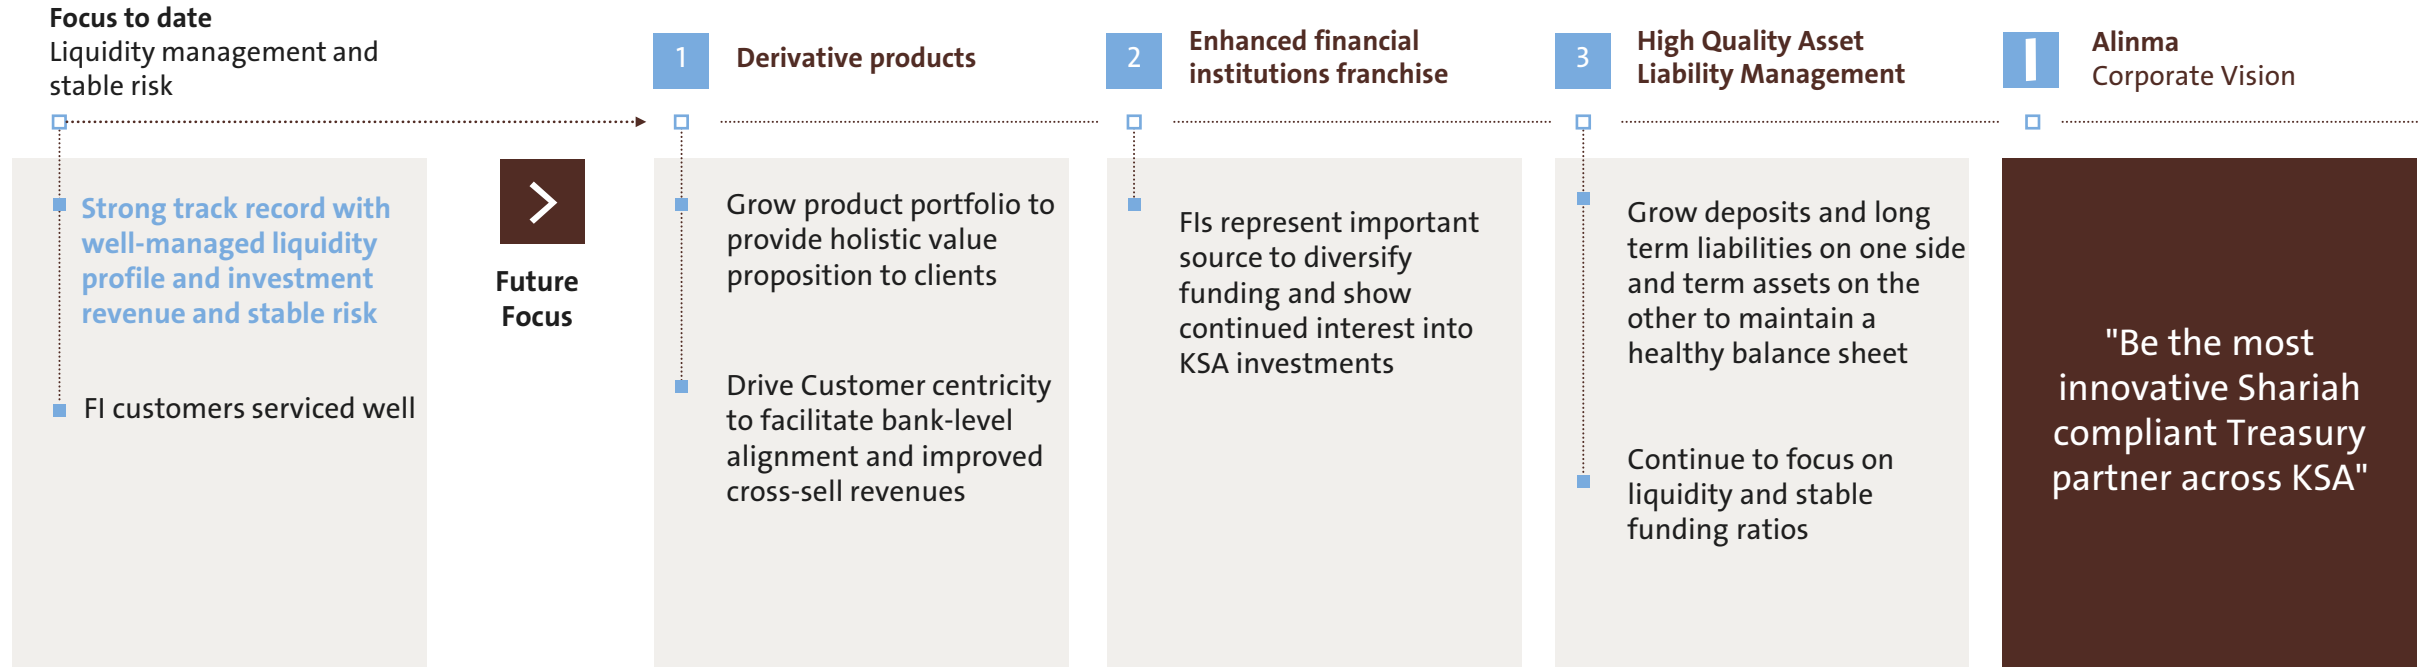 Focus to date
Liquidity management and
stable risk
Strong track record with
well-managed liquidity
profile and investment
revenue and stable risk
FI customers serviced well
Future
Focus
1
Derivative products
Grow product portfolio to
provide holistic value
proposition to clients
Drive Customer centricity
to facilitate bank-level
alignment and improved
cross-sell revenues
2
Enhanced financial
institutions franchise
FIs represent important
source to diversify
funding and show
continued interest into
KSA investments
3
High Quality Asset
Liability Management
Grow deposits and long
term liabilities on one side
and term assets on the
other to maintain a
healthy balance sheet
Continue to focus on
liquidity and stable
funding ratios
Alinma
Corporate Vision
"Be the most
innovative Shariah
compliant Treasury
partner across KSA"